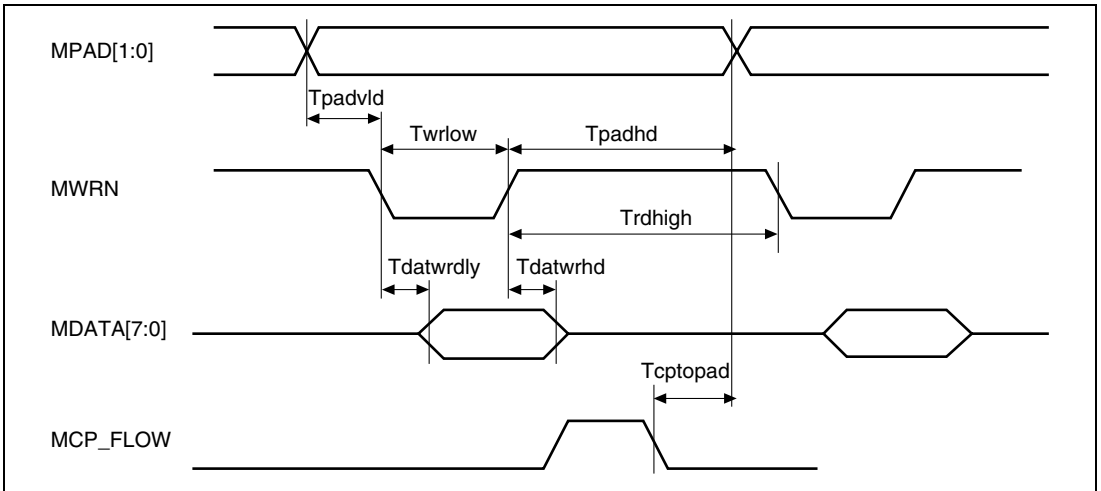 MPAD[1:0]
Tpadvld
Twrlow
Tpadhd
MWRN
Trdhigh
Tdatwrdly
Tdatwrhd
MDATA[7:0]
Tcptopad
MCP_FLOW